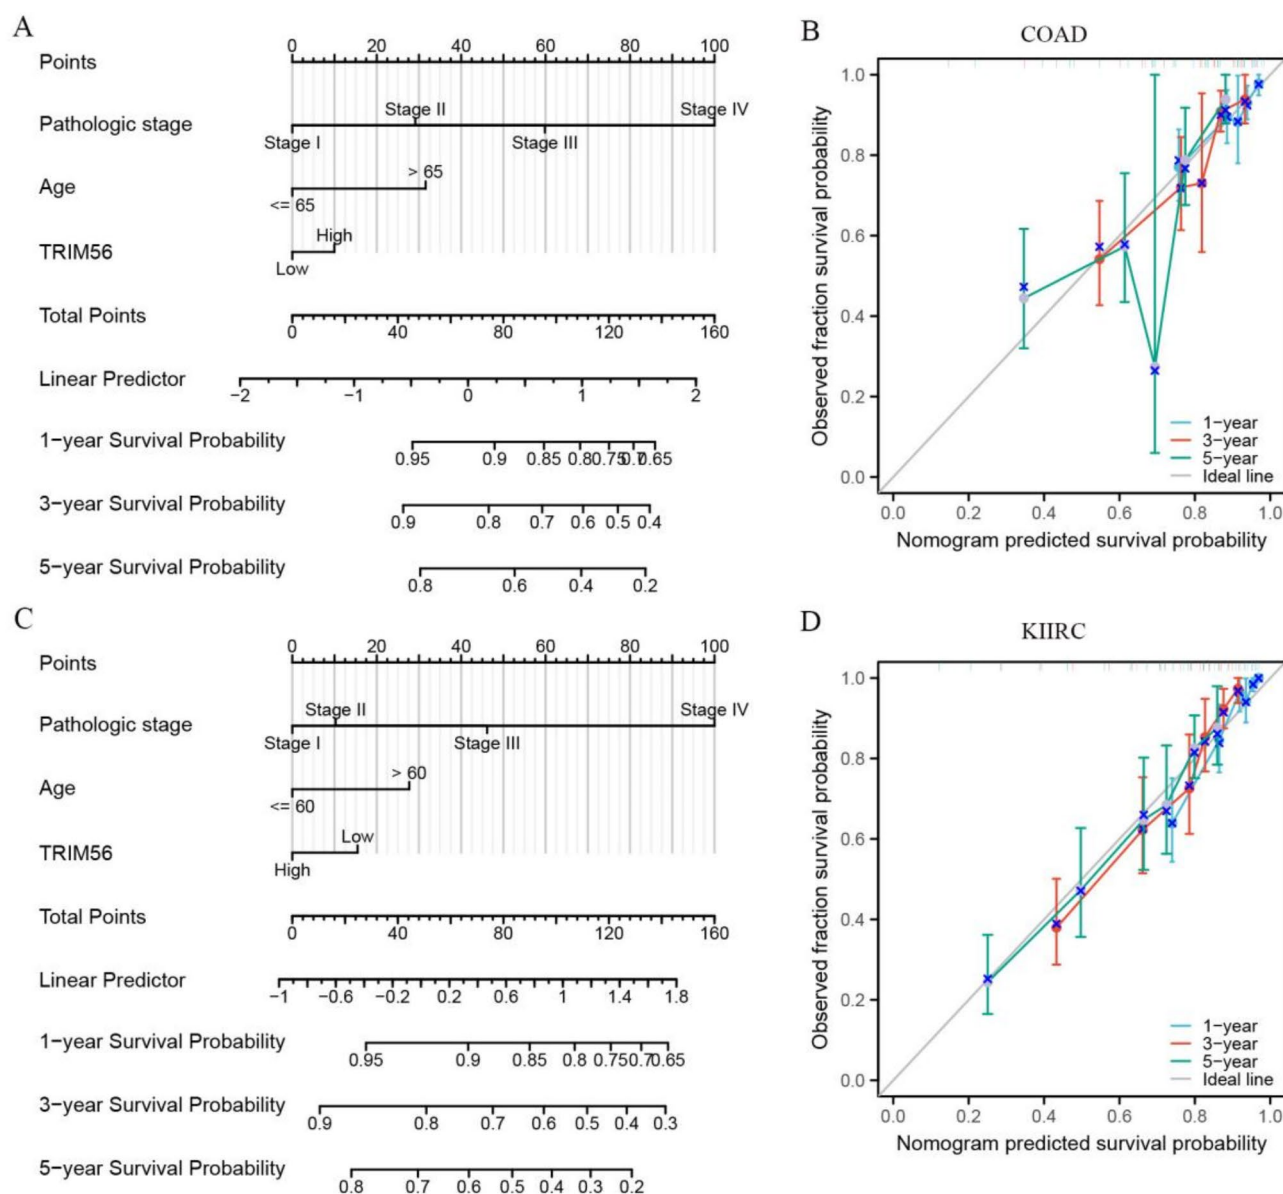 A
0 20 40 60 80 100
Points
Stage II Stage IV
Pathologic stage
Stage I Stage III
> 65
Age
<= 65
High
TRIM56
Low
Total Points
0 40 80 120 160
Linear Predictor
−2 −1 0 1 2
1−year Survival Probability
0.95 0.9 0.85 0.80 0.75 0.7 0.65
3−year Survival Probability
0.9 0.8 0.7 0.6 0.5 0.4
5−year Survival Probability
0.8 0.6 0.4 0.2
B
COAD
Observed fraction survival probability
1.0
0.8
0.6
0.4
0.2
0.0
1−year
3−year
5−year
Ideal line
0.0 0.2 0.4 0.6 0.8 1.0
Nomogram predicted survival probability
C
0 20 40 60 80 100
Points
Stage II Stage IV
Pathologic stage
Stage I Stage III
> 60
Age
<= 60
Low
TRIM56
High
Total Points
0 40 80 120 160
Linear Predictor
−1 −0.6 −0.2 0.2 0.6 1 1.4 1.8
1−year Survival Probability
0.95 0.9 0.85 0.8 0.75 0.7 0.65
3−year Survival Probability
0.9 0.8 0.7 0.6 0.5 0.4 0.3
5−year Survival Probability
0.8 0.7 0.6 0.5 0.4 0.3 0.2
D
KIIRC
Observed fraction survival probability
1.0
0.8
0.6
0.4
0.2
0.0
1−year
3−year
5−year
Ideal line
0.0 0.2 0.4 0.6 0.8 1.0
Nomogram predicted survival probability